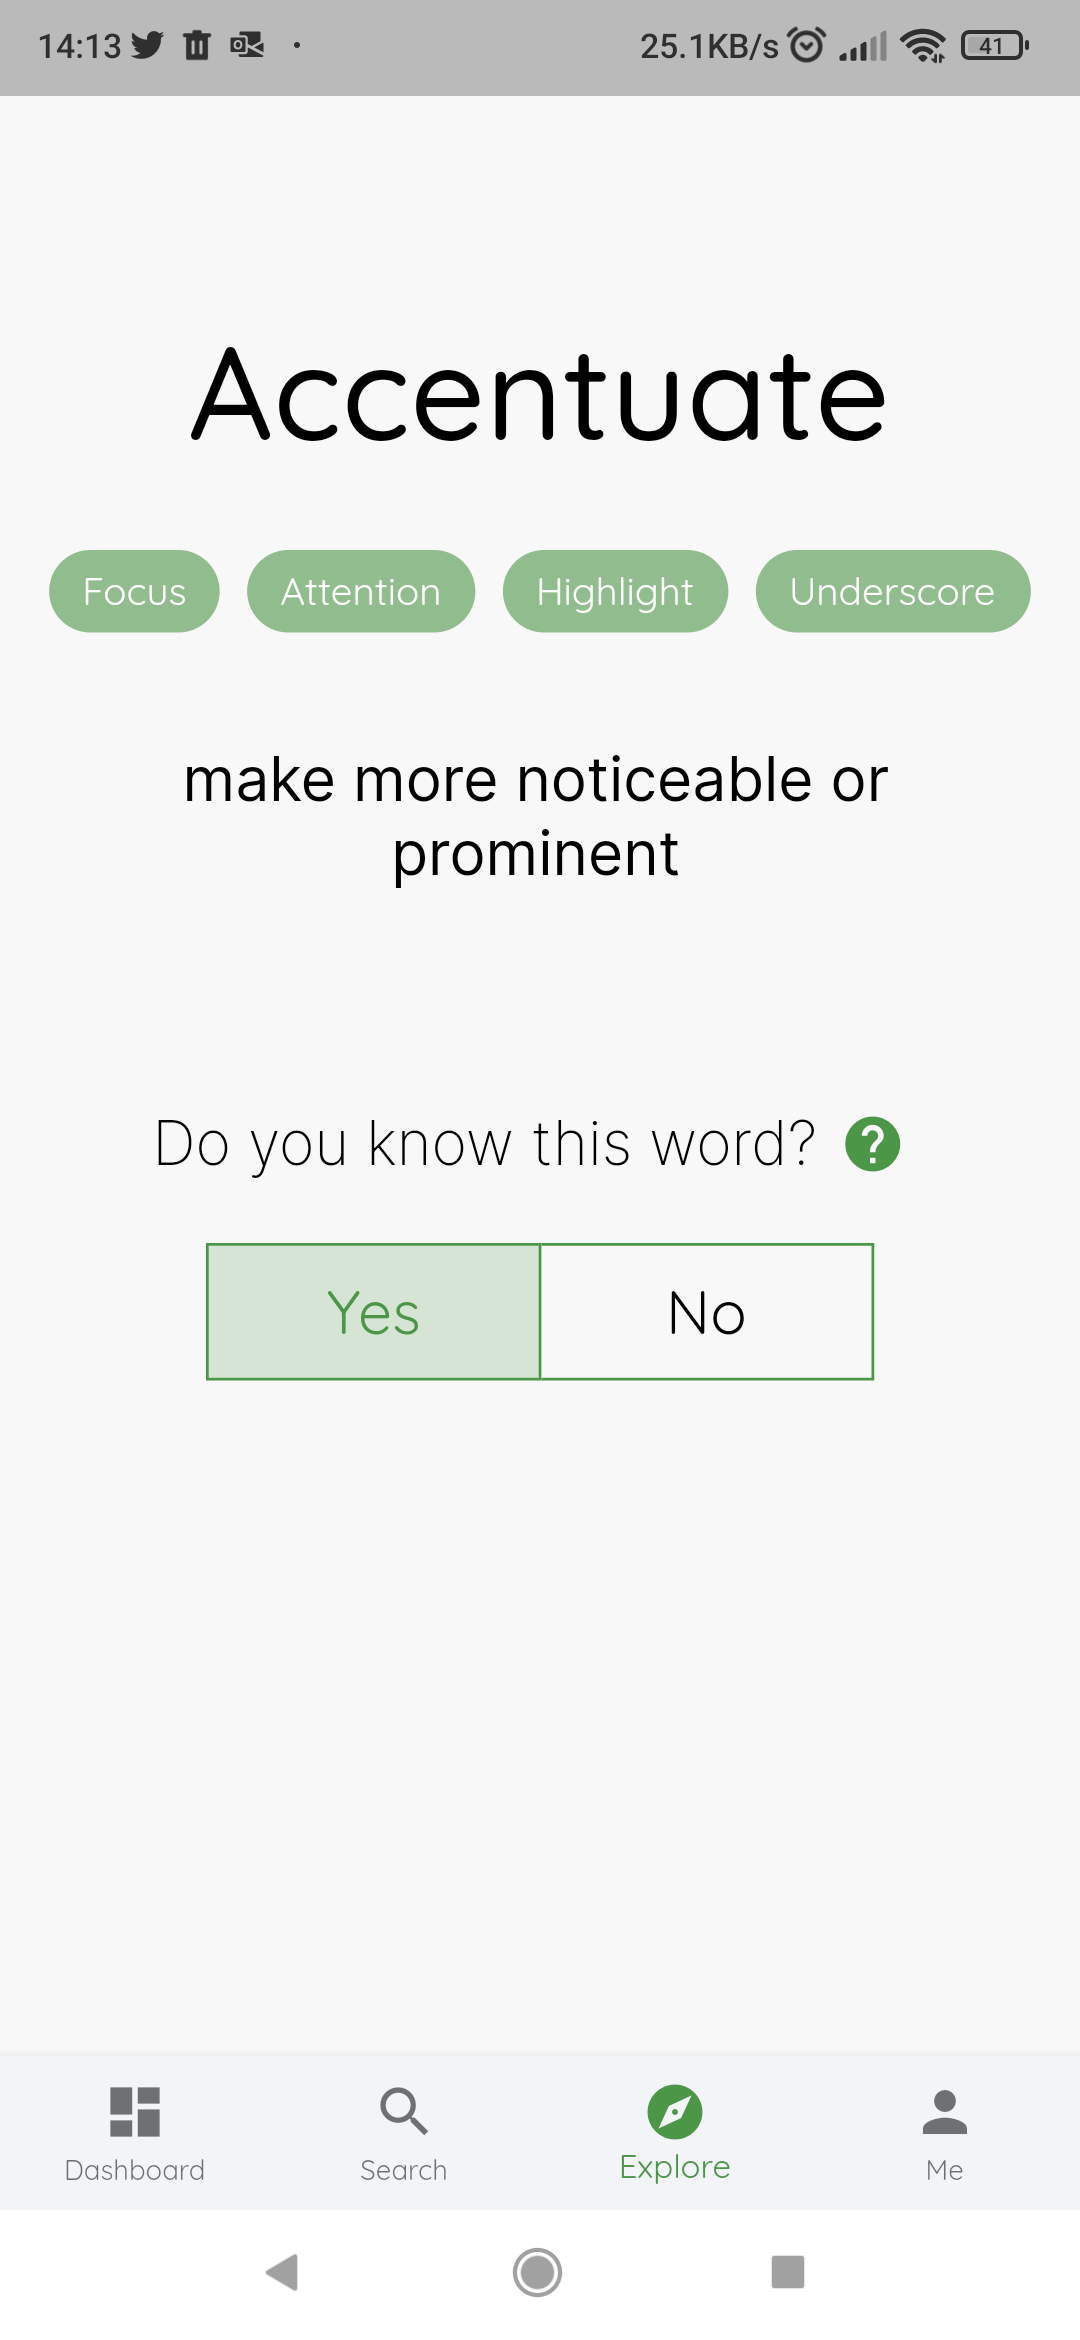 14:13 25.1KB/s 41
Accentuate
Focus Attention Highlight Underscore
make more noticeable or
prominent
Do you know this word? ?
Yes No
Dashboard Search Explore Me